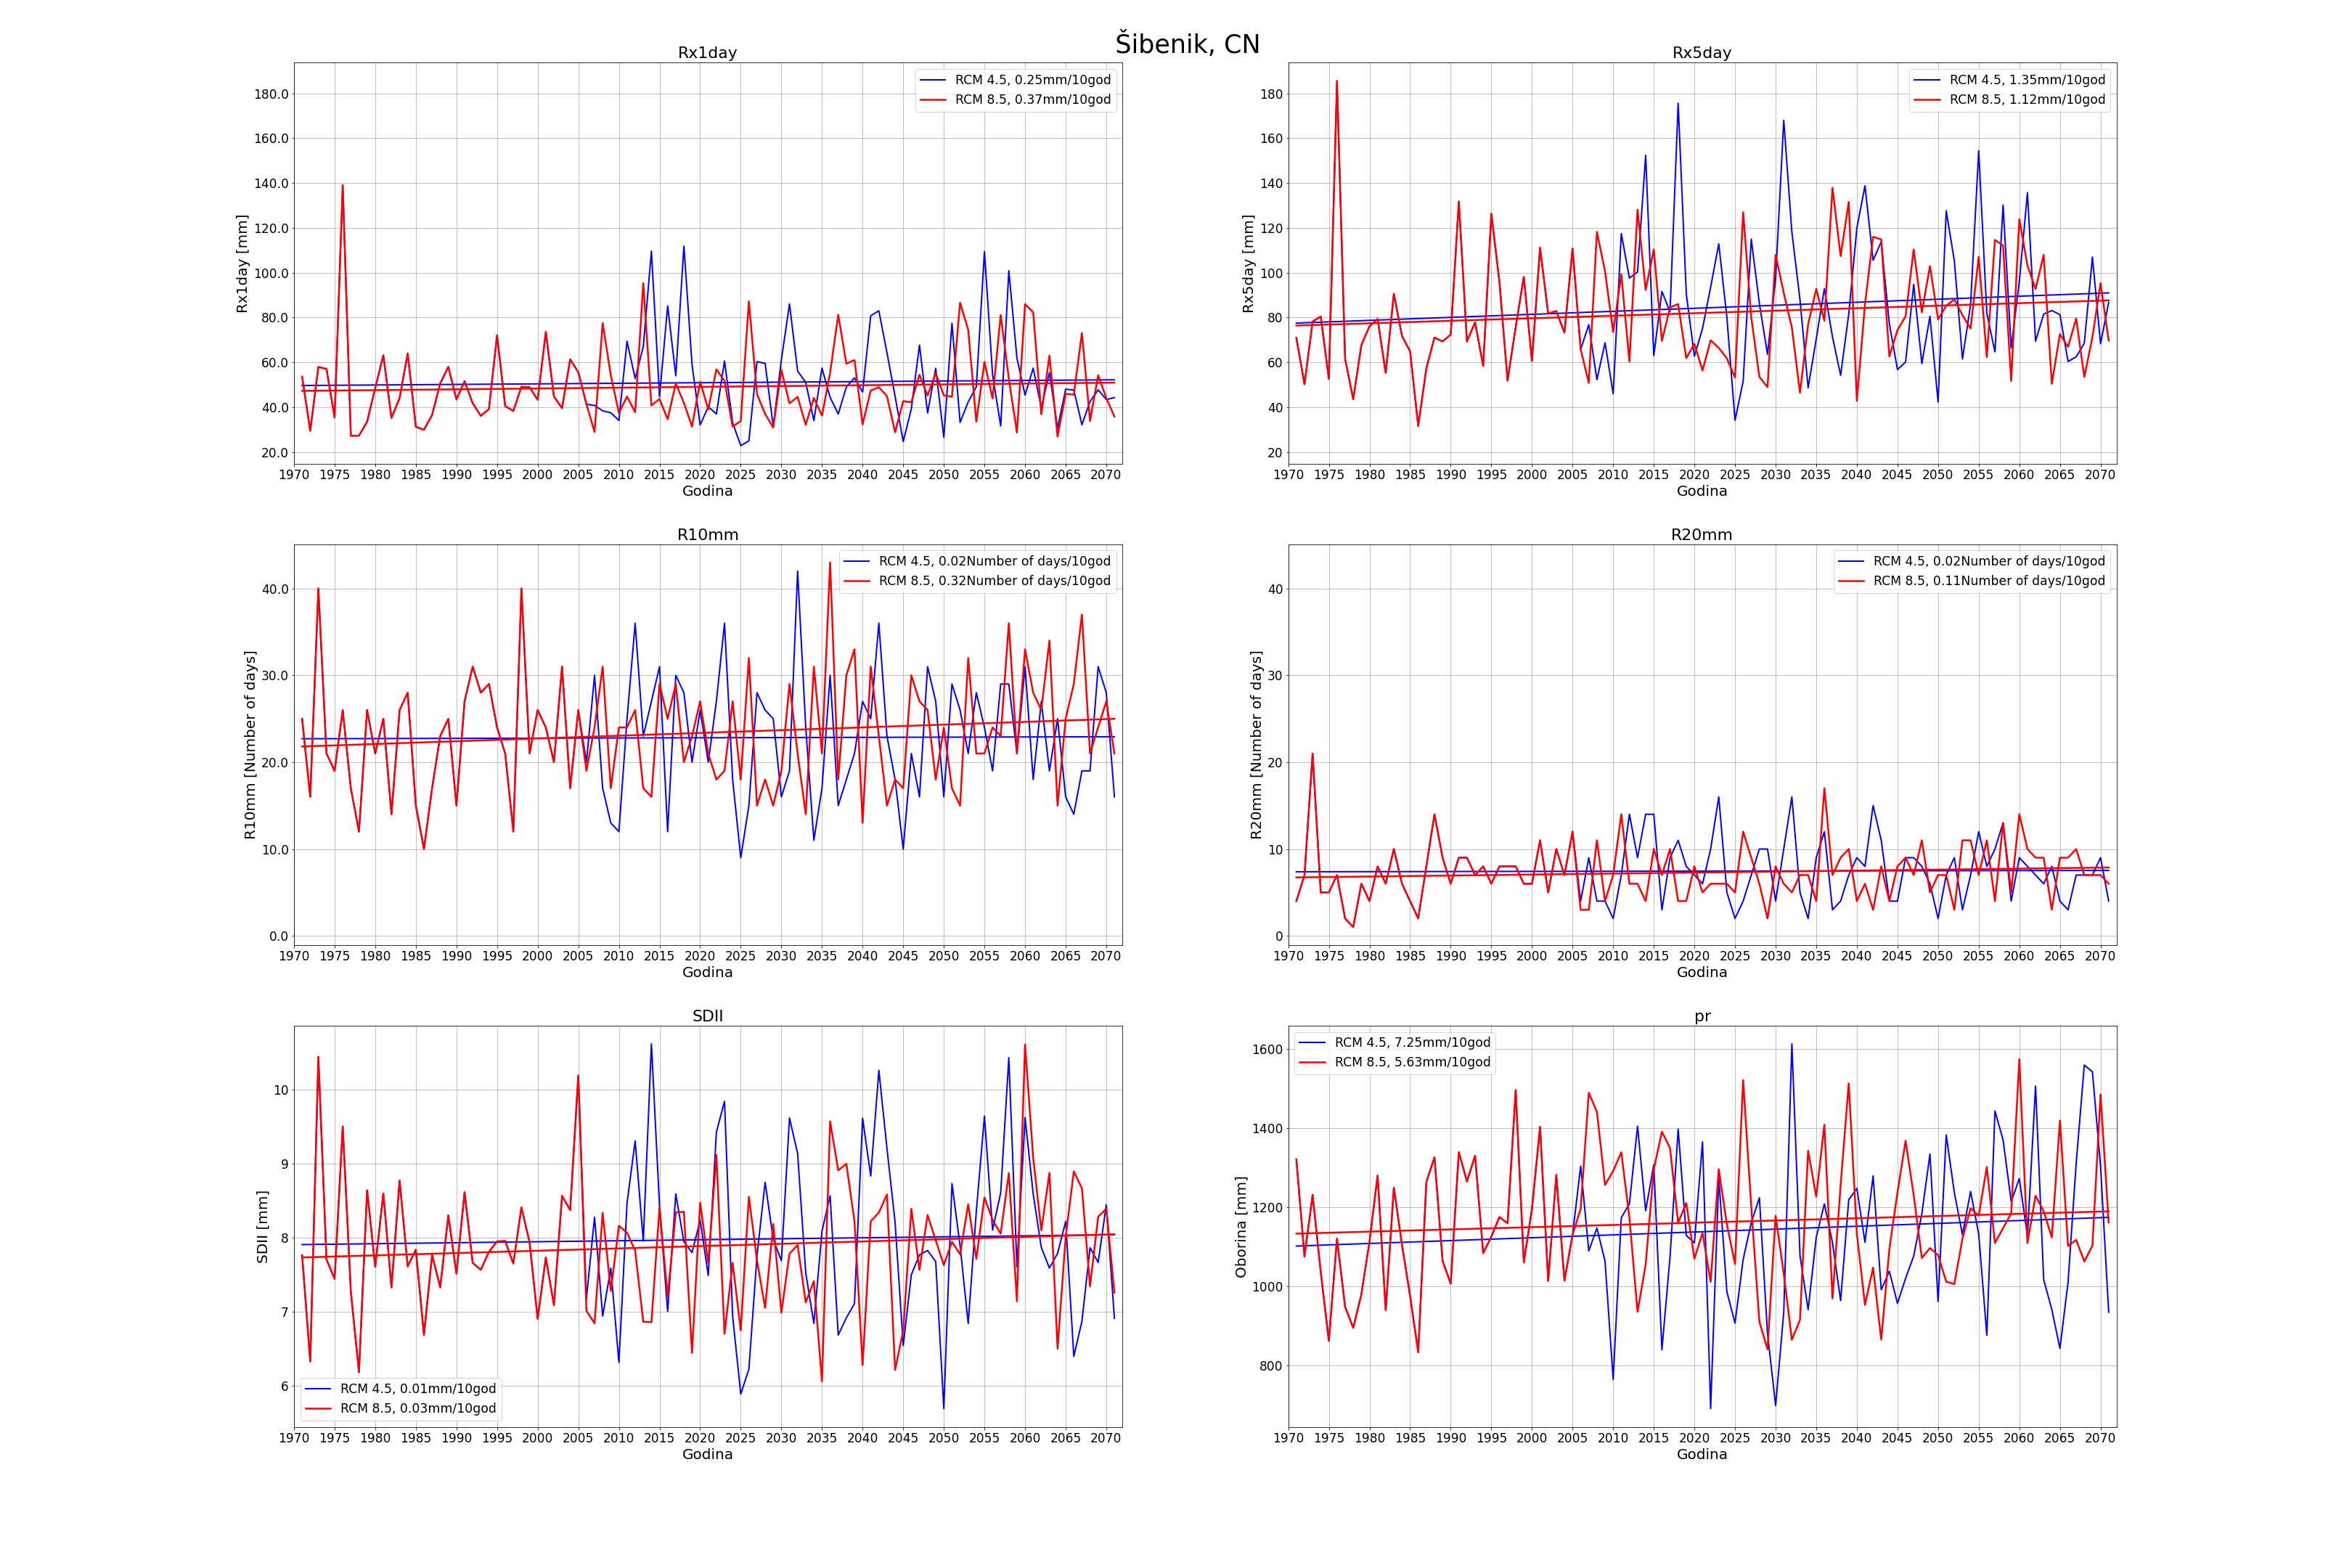 Šibenik, CN
Rx1day
RCM 4.5, 0.25mm/10god
RCM 8.5, 0.37mm/10god
180.0
160.0
140.0
120.0
100.0
80.0
60.0
40.0
20.0
Rx1day [mm]
1970 1975 1980 1985 1990 1995 2000 2005 2010 2015 2020 2025 2030 2035 2040 2045 2050 2055 2060 2065 2070
Godina
Rx5day
RCM 4.5, 1.35mm/10god
RCM 8.5, 1.12mm/10god
180
160
140
120
100
80
60
40
20
Rx5day [mm]
1970 1975 1980 1985 1990 1995 2000 2005 2010 2015 2020 2025 2030 2035 2040 2045 2050 2055 2060 2065 2070
Godina
R10mm
RCM 4.5, 0.02Number of days/10god
RCM 8.5, 0.32Number of days/10god
40.0
30.0
20.0
10.0
0.0
R10mm [Number of days]
1970 1975 1980 1985 1990 1995 2000 2005 2010 2015 2020 2025 2030 2035 2040 2045 2050 2055 2060 2065 2070
Godina
R20mm
RCM 4.5, 0.02Number of days/10god
RCM 8.5, 0.11Number of days/10god
40
30
20
10
0
R20mm [Number of days]
1970 1975 1980 1985 1990 1995 2000 2005 2010 2015 2020 2025 2030 2035 2040 2045 2050 2055 2060 2065 2070
Godina
SDII
10
9
8
7
6
SDII [mm]
RCM 4.5, 0.01mm/10god
RCM 8.5, 0.03mm/10god
1970 1975 1980 1985 1990 1995 2000 2005 2010 2015 2020 2025 2030 2035 2040 2045 2050 2055 2060 2065 2070
Godina
pr
RCM 4.5, 7.25mm/10god
RCM 8.5, 5.63mm/10god
1600
1400
1200
1000
800
Oborina [mm]
1970 1975 1980 1985 1990 1995 2000 2005 2010 2015 2020 2025 2030 2035 2040 2045 2050 2055 2060 2065 2070
Godina